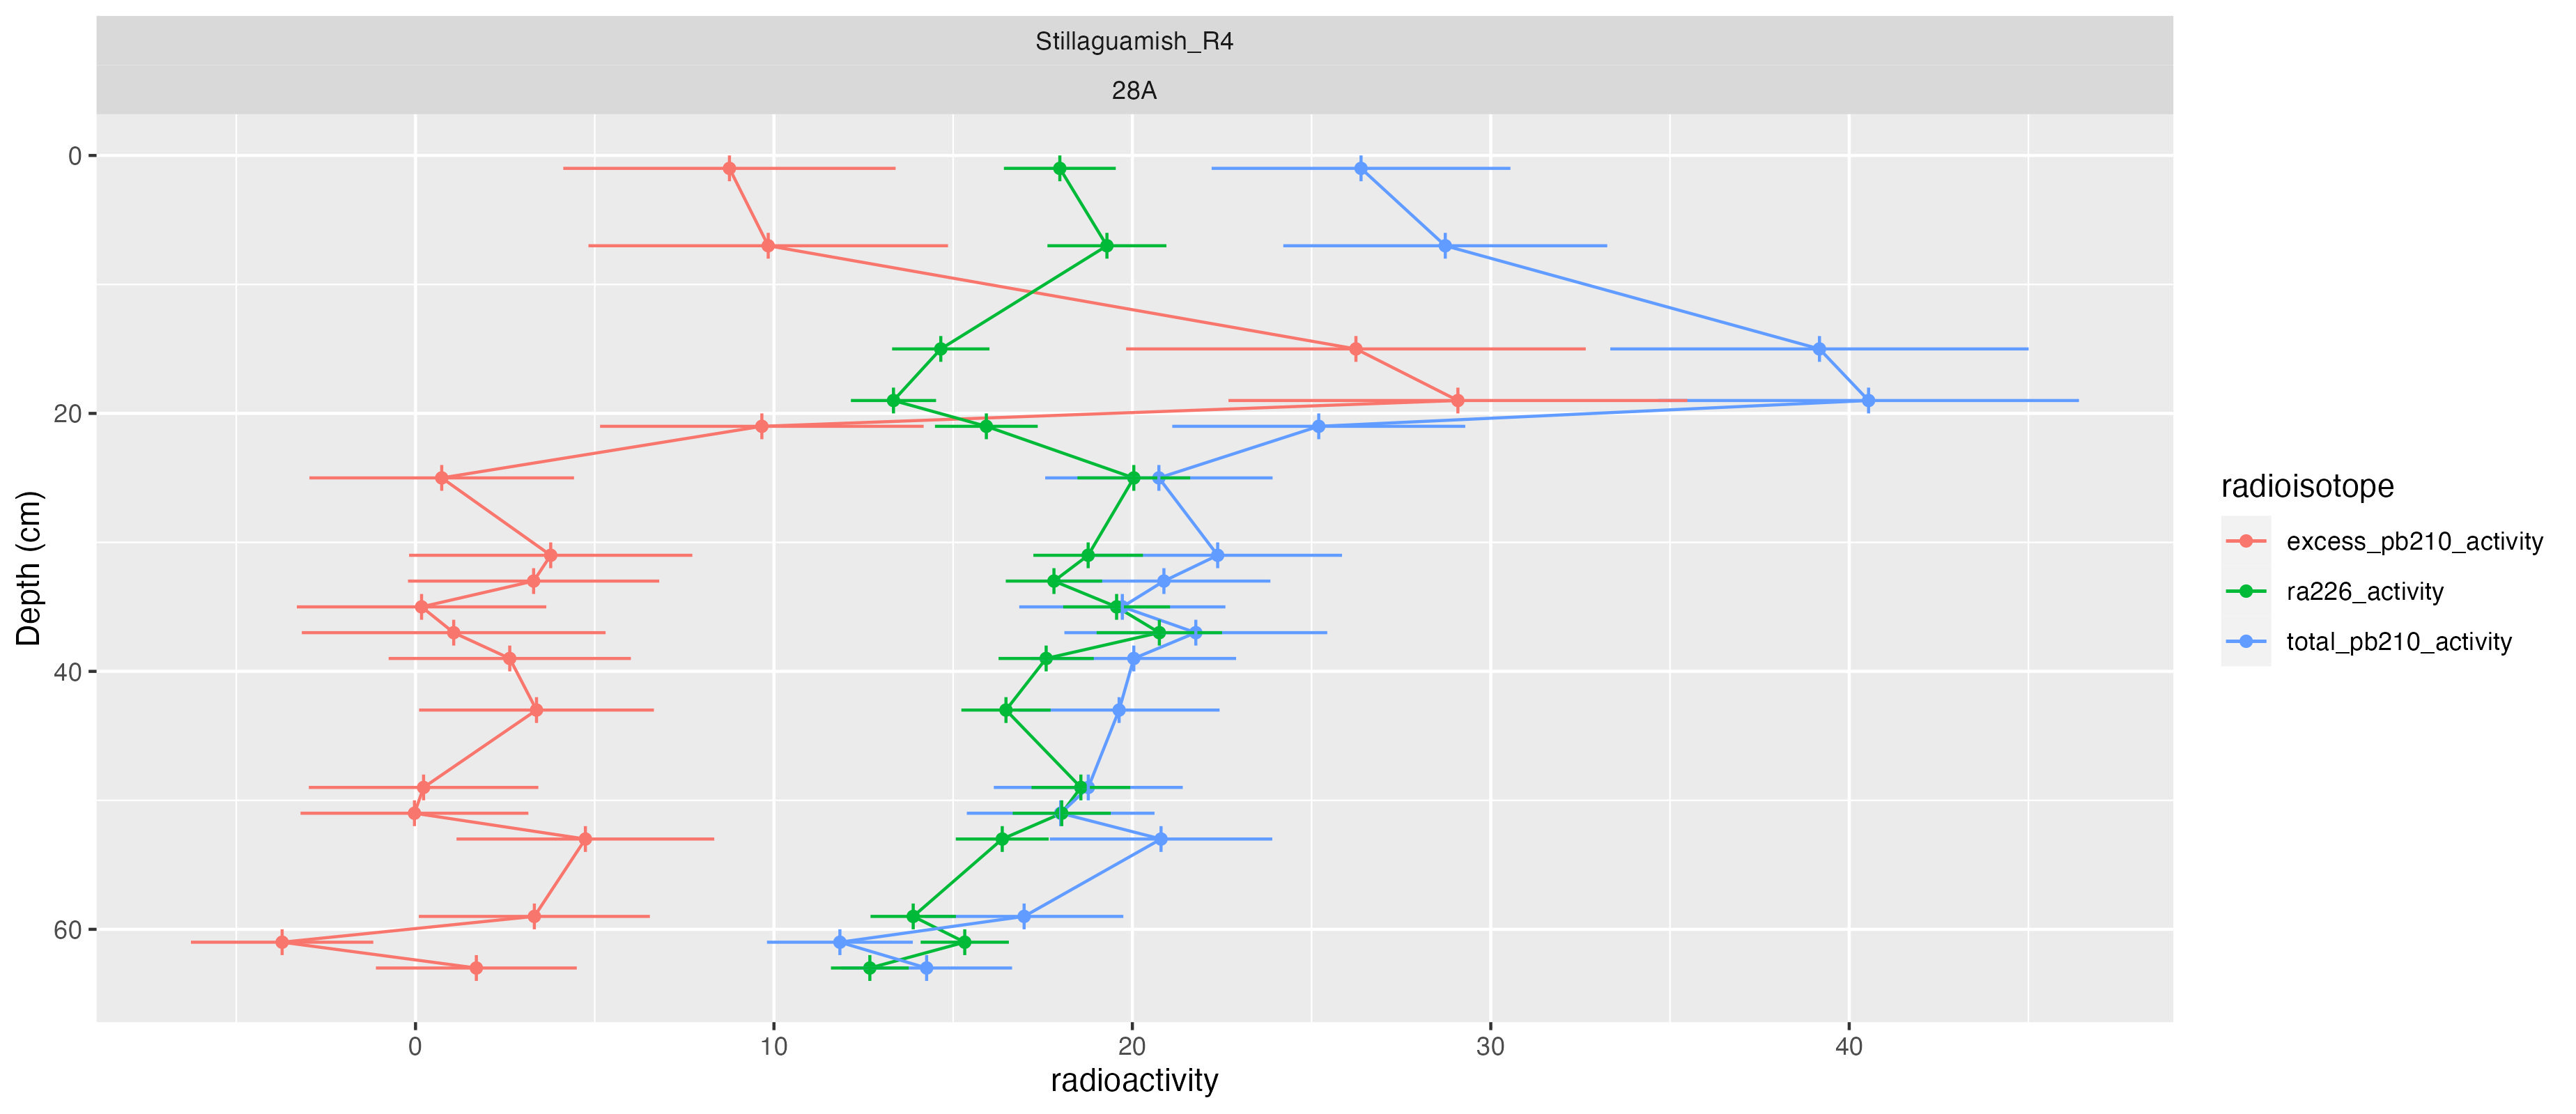 Stillaguamish_R4
28A
0
20
40
60
Depth (cm)
0 10 20 30 40
radioactivity
radioisotope
excess_pb210_activity
ra226_activity
total_pb210_activity